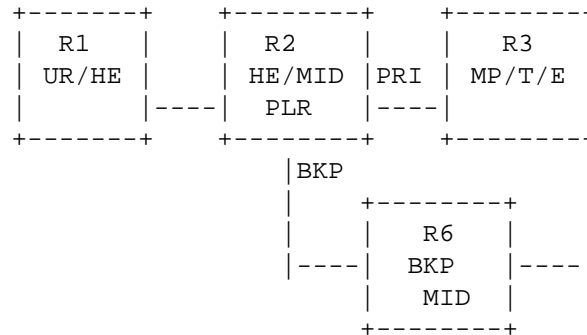 R1 R2 R3
UR/HE HE/MID PRI MP/T/E
PLR
BKP
R6
BKP
MID